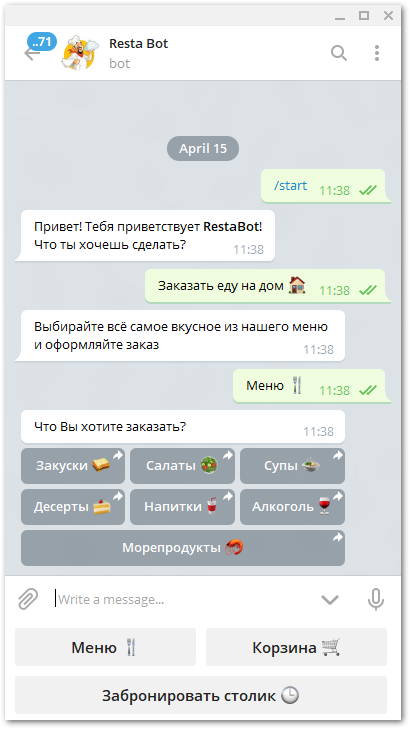 ..71
Resta Bot
bot
April 15
/start 11:38
Привет! Тебя приветствует RestaBot!
Что ты хочешь сделать?
11:38
Заказать еду на дом 🏠 11:38
Выбирайте всё самое вкусное из нашего меню
и оформляйте заказ
11:38
Меню 🍴 11:38
Что Вы хотите заказать?
11:38
Закуски Салаты Супы
Десерты Напитки Алкоголь
Морепродукты
Write a message...
Меню 🍴 Корзина 🛒
Забронировать столик 🕒